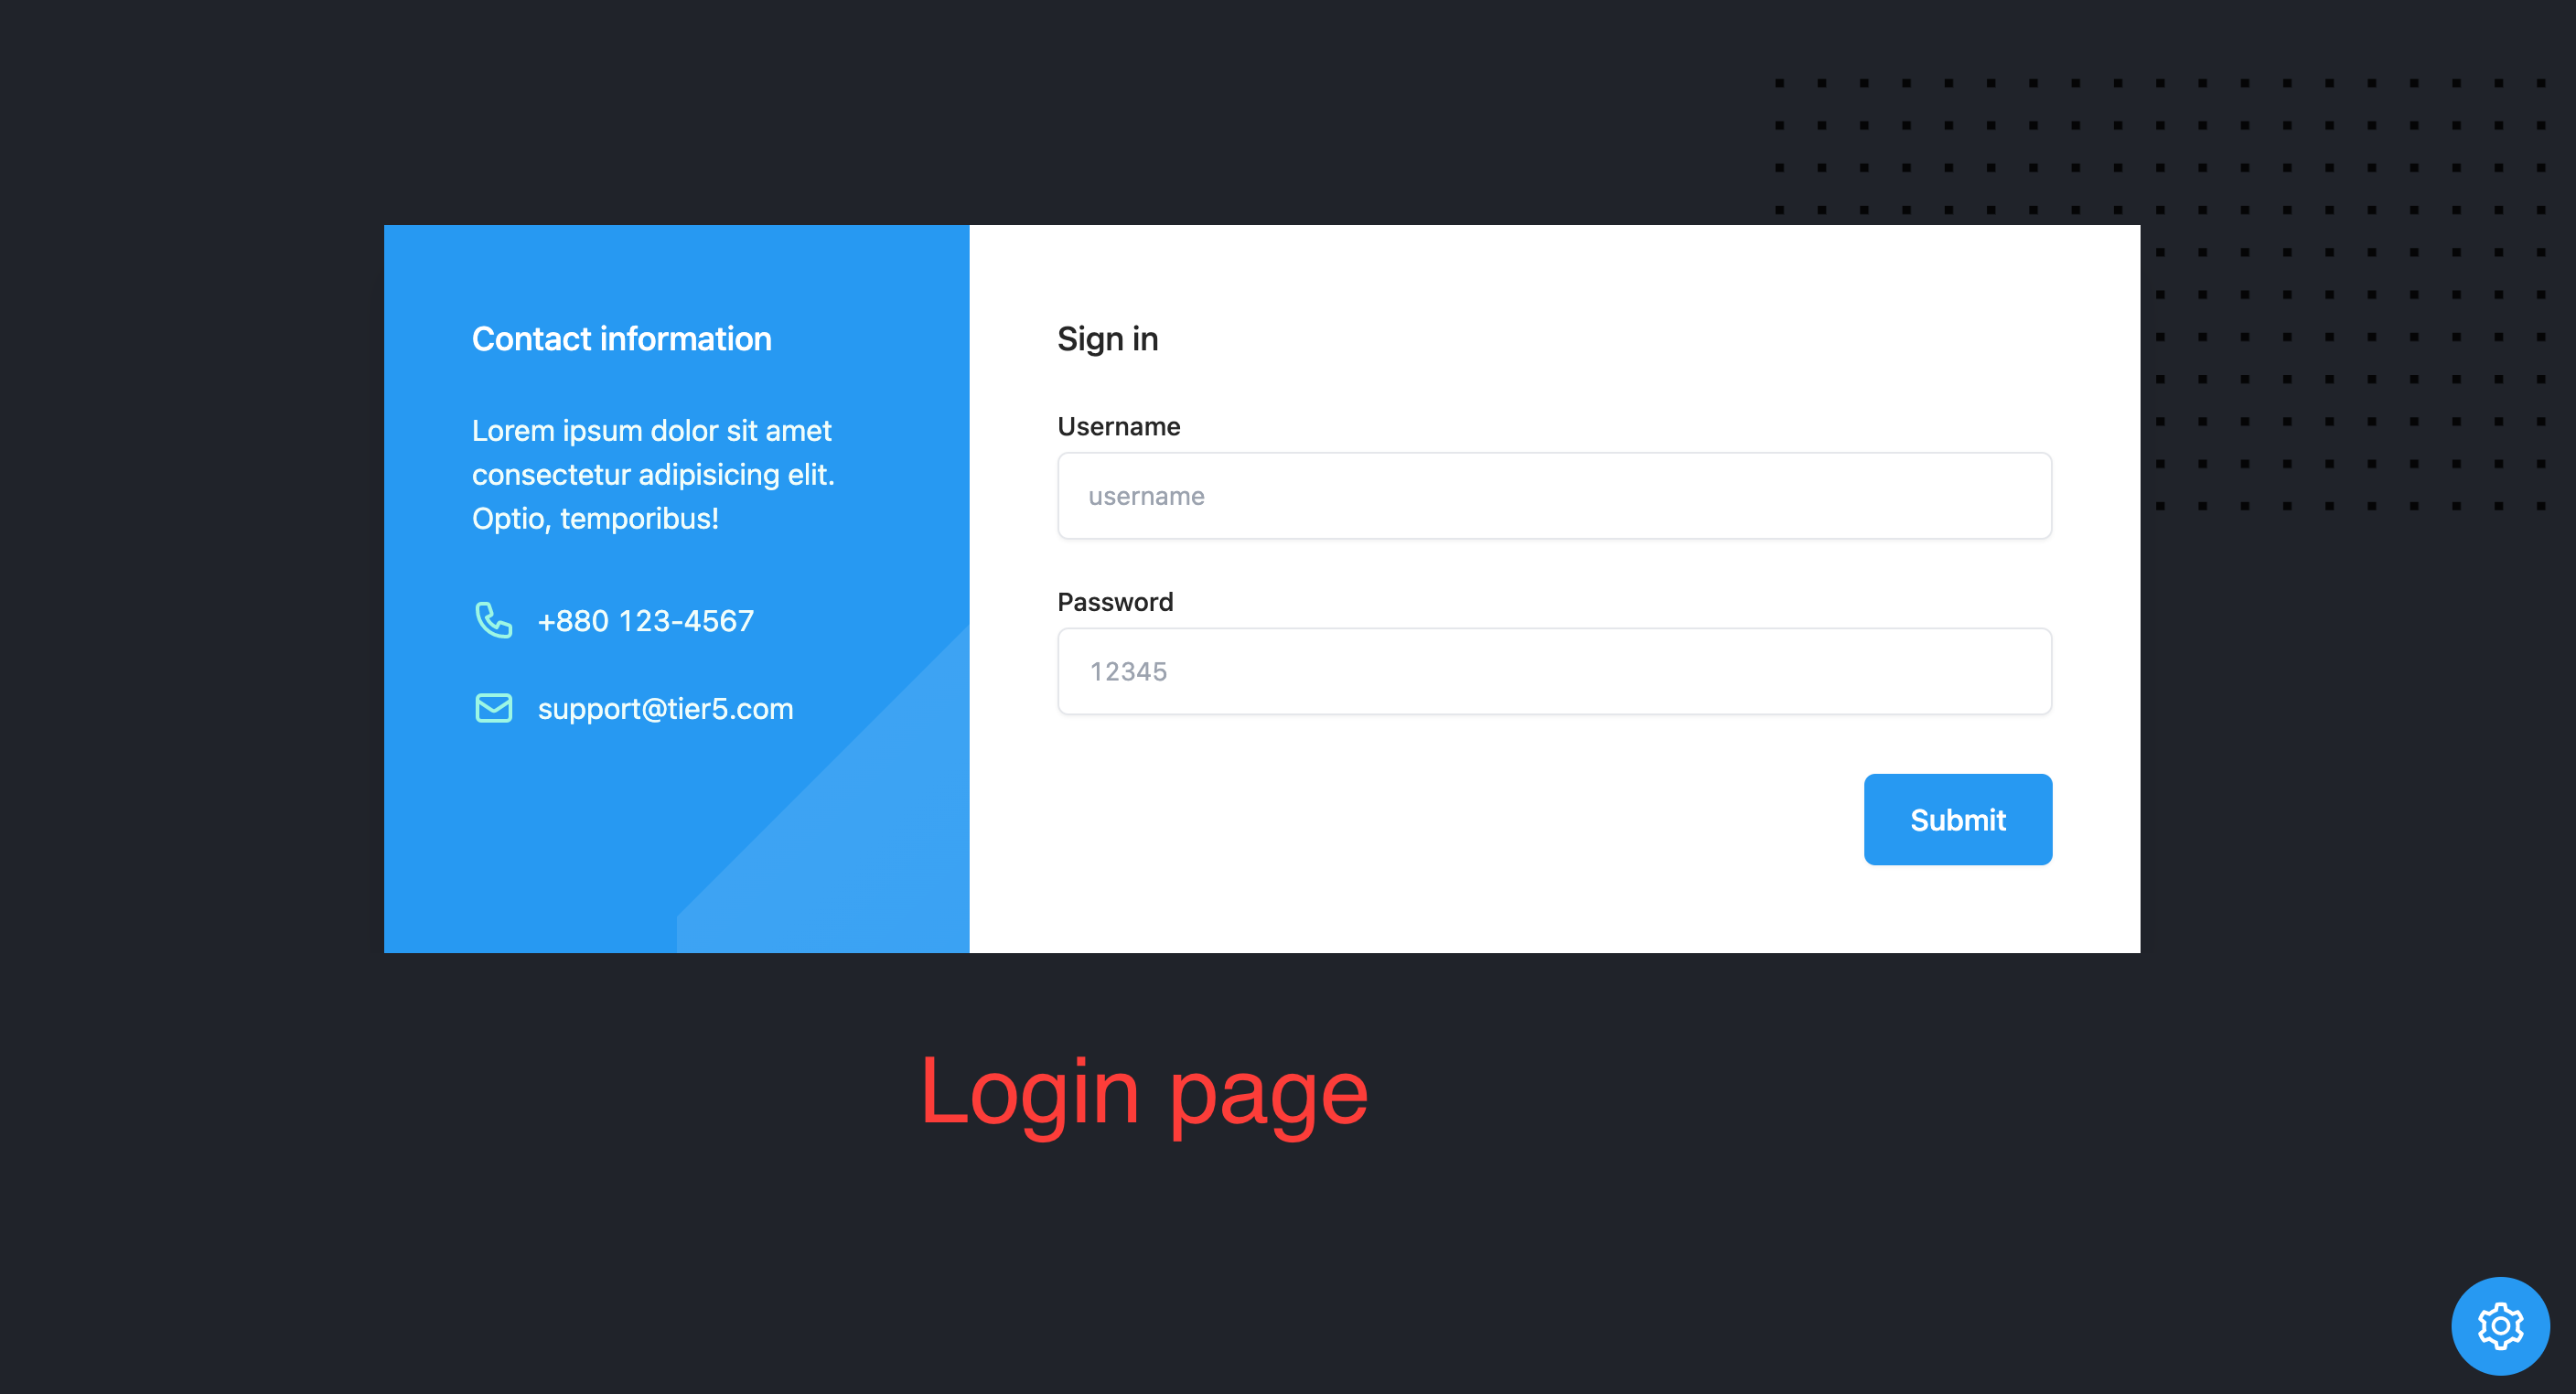 Contact information
Lorem ipsum dolor sit amet
consectetur adipisicing elit.
Optio, temporibus!
+880 123-4567
support@tier5.com
Sign in
Username
username
Password
12345
Submit
Login page